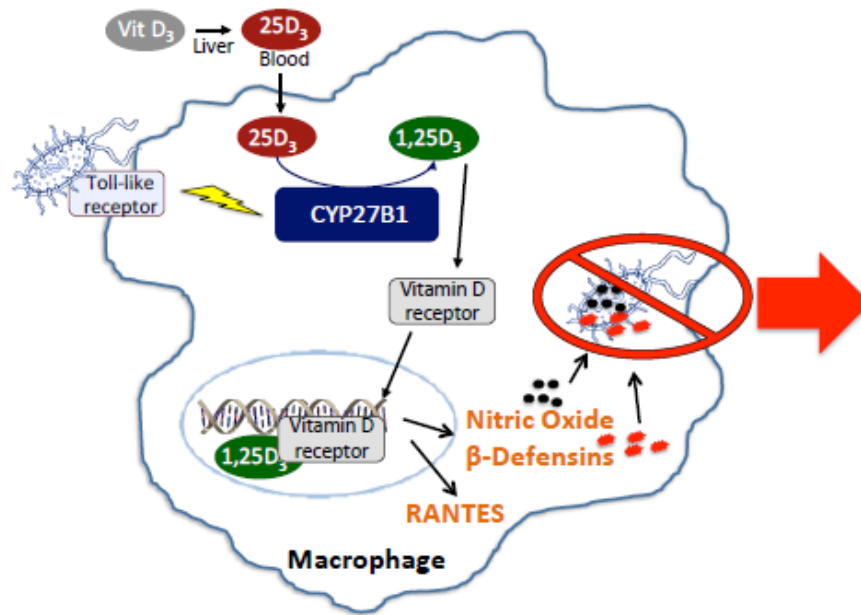 Vit D₃
Liver
25D₃
Blood
25D₃
1,25D₃
Toll-like
receptor
CYP27B1
Vitamin D
receptor
Vitamin D
receptor
1,25D₃
Nitric Oxide
β-Defensins
RANTES
Macrophage